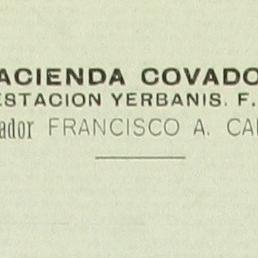 ACIENDA COVADO
ESTACION YERBANIS. F.
ador FRANCISCO A. CA